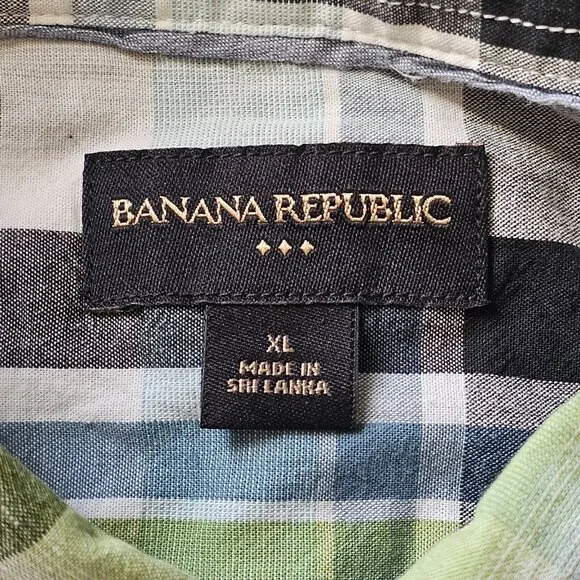 BANANA REPUBLIC
XL
MADE IN
SRI LANKA